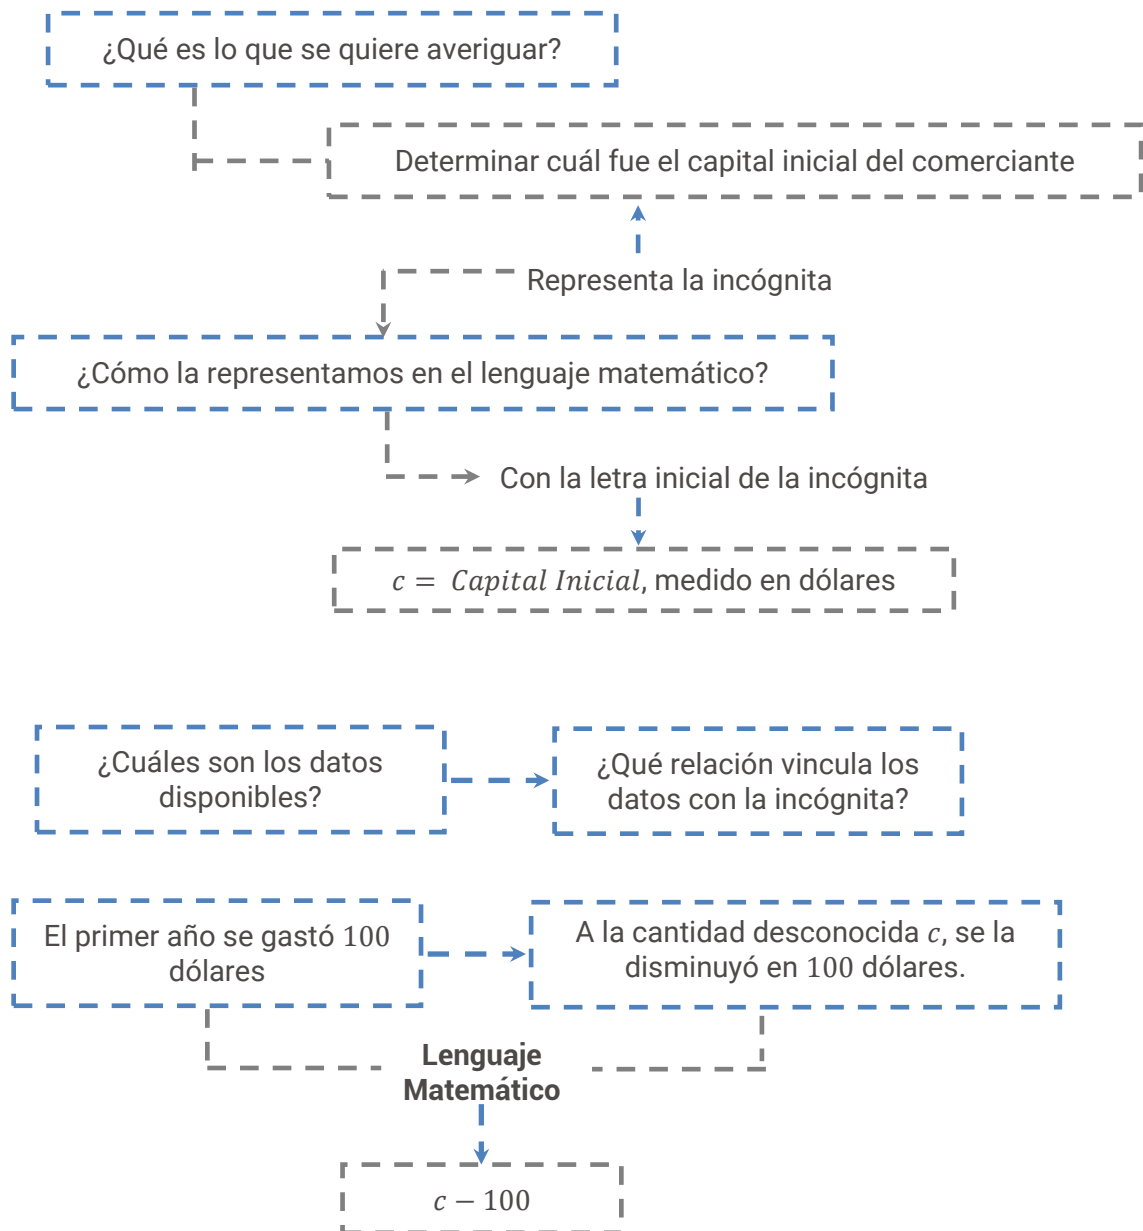 ¿Qué es lo que se quiere averiguar?
Determinar cuál fue el capital inicial del comerciante
Representa la incógnita
¿Cómo la representamos en el lenguaje matemático?
Con la letra inicial de la incógnita
c = Capital Inicial, medido en dólares
¿Cuáles son los datos
disponibles?
¿Qué relación vincula los
datos con la incógnita?
El primer año se gastó 100
dólares
A la cantidad desconocida c, se la
disminuyó en 100 dólares.
Lenguaje
Matemático
c − 100